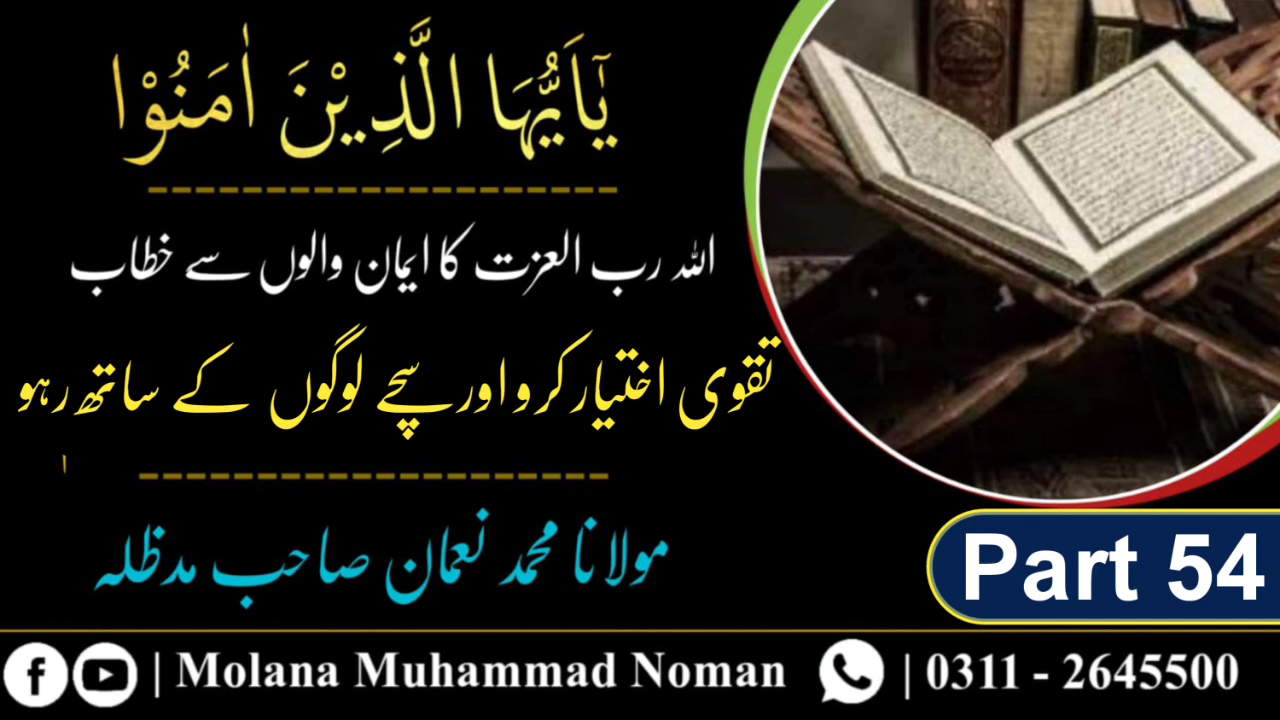 يٰٓاَيُّهَا الَّذِيْنَ اٰمَنُوْا
اللہ رب العزت کا ایمان والوں سے خطاب
تقوی اختیار کرو اور سچے لوگوں کے ساتھ رہو
مولانا محمد نعمان صاحب مدظلہ
Part 54
| Molana Muhammad Noman | 0311 - 2645500